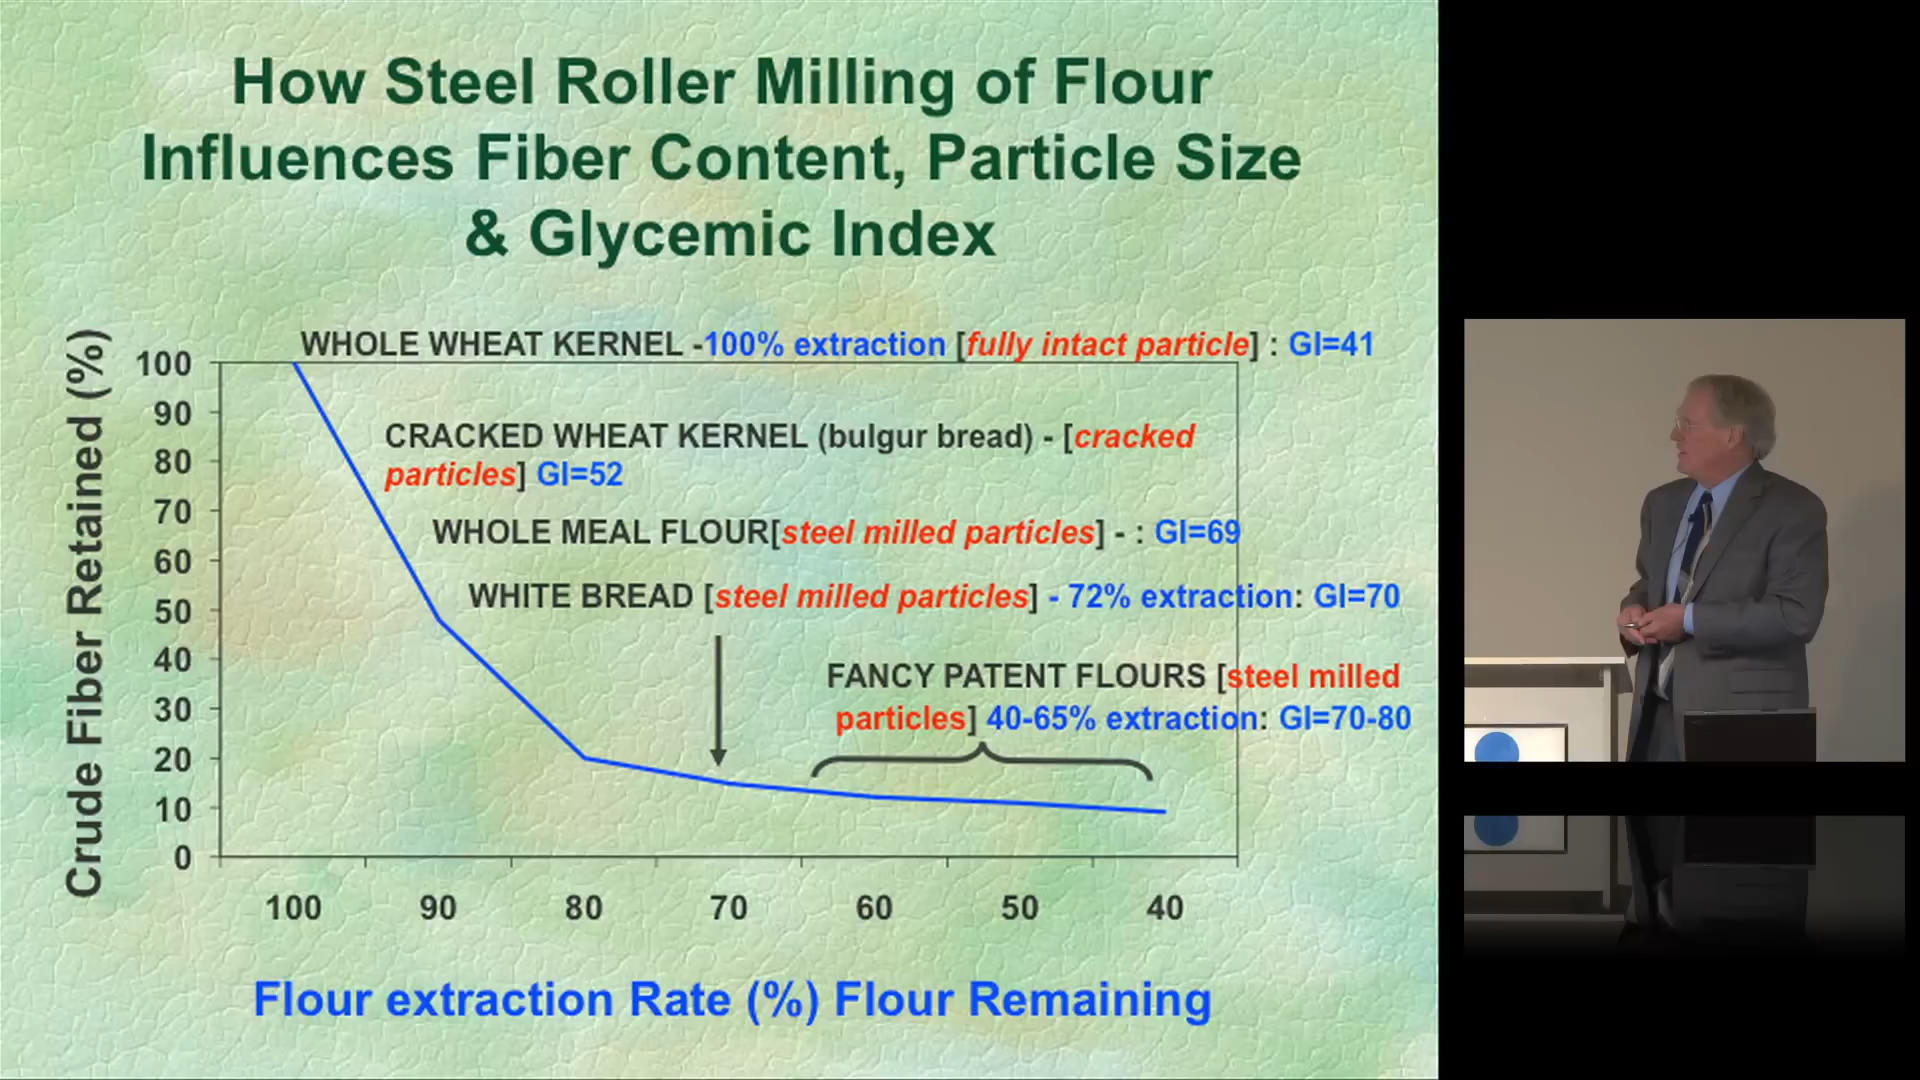 How Steel Roller Milling of Flour
Influences Fiber Content, Particle Size
& Glycemic Index
WHOLE WHEAT KERNEL -100% extraction [fully intact particle] : GI=41
CRACKED WHEAT KERNEL (bulgur bread) - [cracked
particles] GI=52
WHOLE MEAL FLOUR[steel milled particles] - : GI=69
WHITE BREAD [steel milled particles] - 72% extraction: GI=70
FANCY PATENT FLOURS [steel milled
particles] 40-65% extraction: GI=70-80
Crude Fiber Retained (%)
100
90
80
70
60
50
40
30
20
10
0
100 90 80 70 60 50 40
Flour extraction Rate (%) Flour Remaining